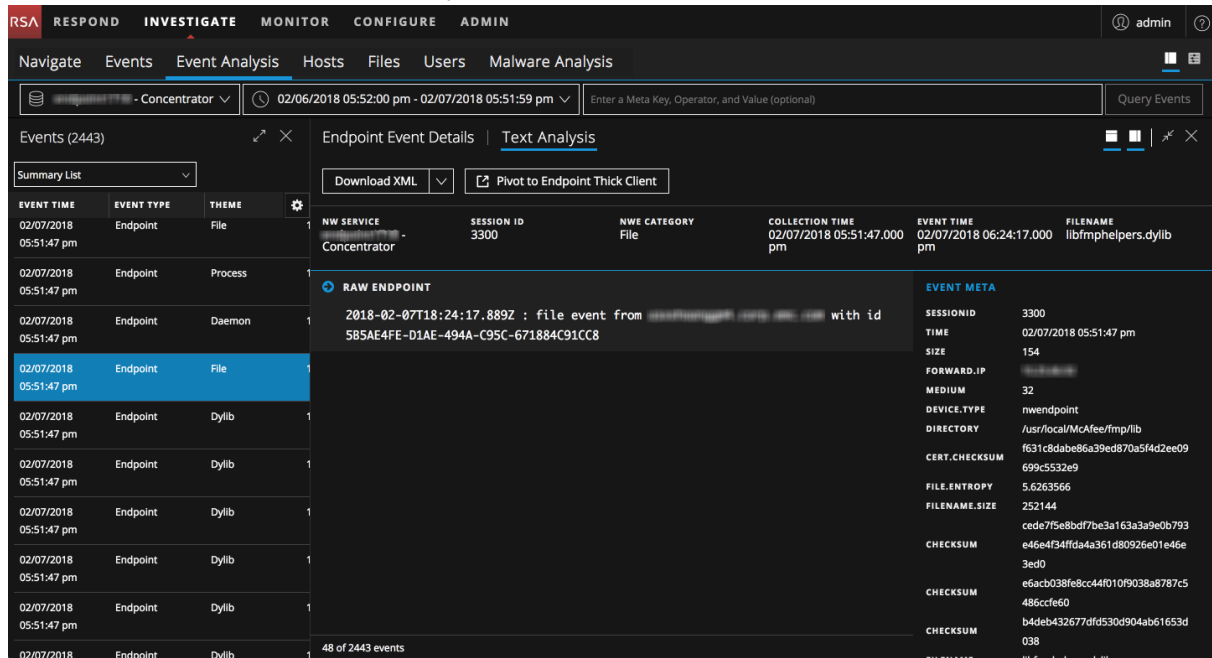 RSA RESPOND INVESTIGATE MONITOR CONFIGURE ADMIN admin ?
Navigate Events Event Analysis Hosts Files Users Malware Analysis
- Concentrator 02/06/2018 05:52:00 pm - 02/07/2018 05:51:59 pm Enter a Meta Key, Operator, and Value (optional) Query Events
Events (2443)
Summary List
EVENT TIME EVENT TYPE THEME
02/07/2018 Endpoint File 1
05:51:47 pm
02/07/2018 Endpoint Process 1
05:51:47 pm
02/07/2018 Endpoint Daemon 1
05:51:47 pm
02/07/2018 Endpoint File 1
05:51:47 pm
02/07/2018 Endpoint Dylib 1
05:51:47 pm
02/07/2018 Endpoint Dylib 1
05:51:47 pm
02/07/2018 Endpoint Dylib 1
05:51:47 pm
02/07/2018 Endpoint Dylib 1
05:51:47 pm
02/07/2018 Endpoint Dylib 1
05:51:47 pm
02/07/2018 Endpoint Dylib 1
Endpoint Event Details | Text Analysis
Download XML Pivot to Endpoint Thick Client
NW SERVICE SESSION ID NWE CATEGORY COLLECTION TIME EVENT TIME FILENAME
- 3300 File 02/07/2018 05:51:47.000 02/07/2018 06:24:17.000 libfmphelpers.dylib
Concentrator pm pm
RAW ENDPOINT
2018-02-07T18:24:17.889Z : file event from with id
5B5AE4FE-D1AE-494A-C95C-671884C91CC8
48 of 2443 events
EVENT META
SESSIONID 3300
TIME 02/07/2018 05:51:47 pm
SIZE 154
FORWARD.IP
MEDIUM 32
DEVICE.TYPE nwendpoint
DIRECTORY /usr/local/McAfee/fmp/lib
CERT.CHECKSUM f631c8dabe86a39ed870a5f4d2ee09
699c5532e9
FILE.ENTROPY 5.6263566
FILENAME.SIZE 252144
CHECKSUM cede7f5e8bdf7be3a163a3a9e0b793
e46e4f34ffda4a361d80926e01e46e
3ed0
CHECKSUM e6acb038fe8cc44f010f9038a8787c5
486ccfe60
CHECKSUM b4deb432677dfd530d904ab61653d
038